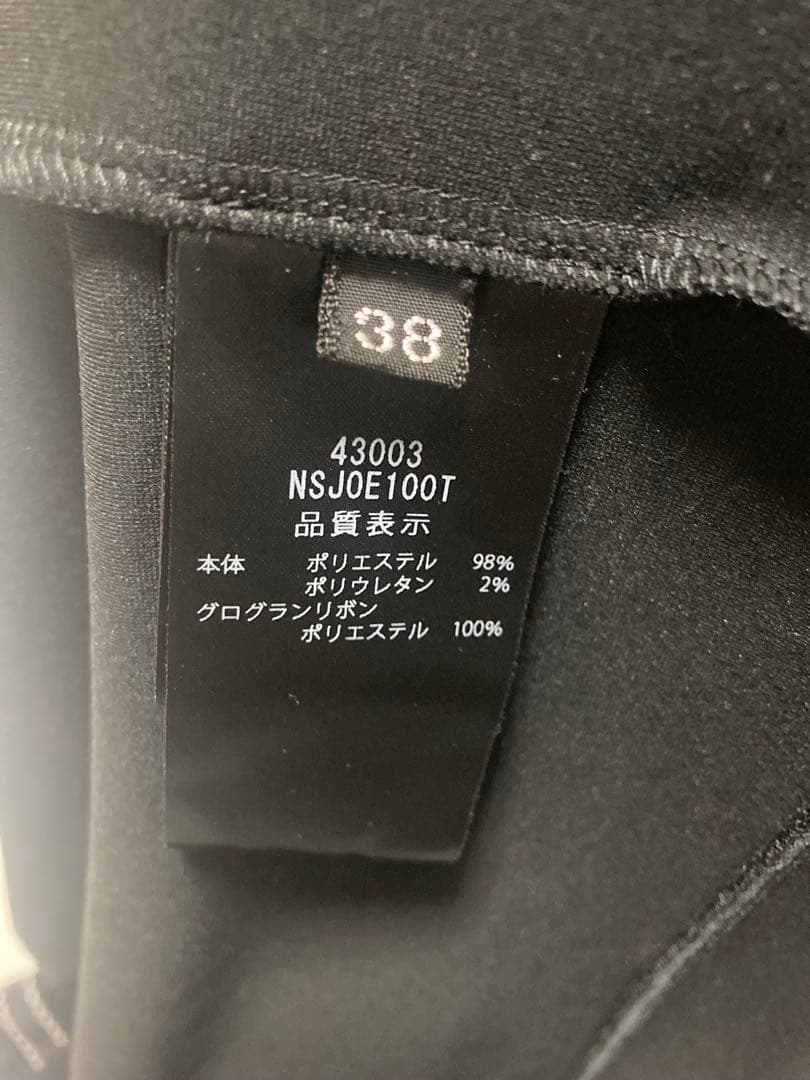 38
43003
NSJ0E100T
品質表示
本体 ポリエステル 98%
ポリウレタン 2%
グログランリボン
ポリエステル 100%